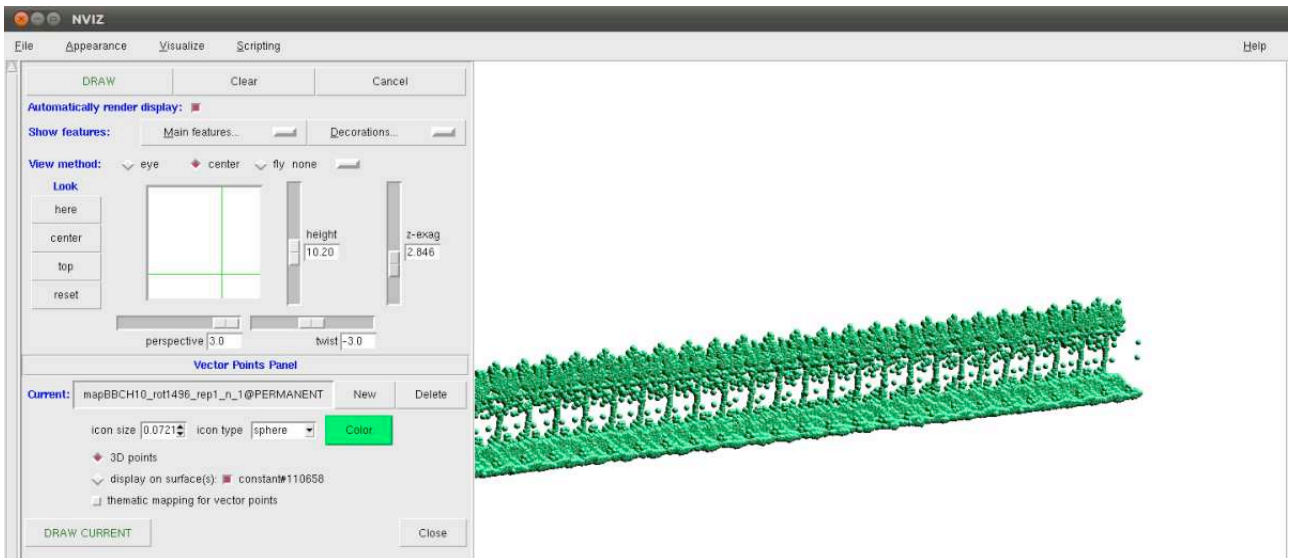 NVIZ
File Appearance Visualize Scripting Help
DRAW Clear Cancel
Automatically render display:
Show features: Main features... Decorations...
View method: eye center fly none
Look
here
center
top
reset
height
10.20
z-exag
2.846
perspective 3.0 twist -3.0
Vector Points Panel
Current: mapBBCH10_rot1496_rep1_n_1@PERMANENT New Delete
icon size 0.0721 icon type sphere Color
3D points
display on surface(s): constant#110658
thematic mapping for vector points
DRAW CURRENT Close